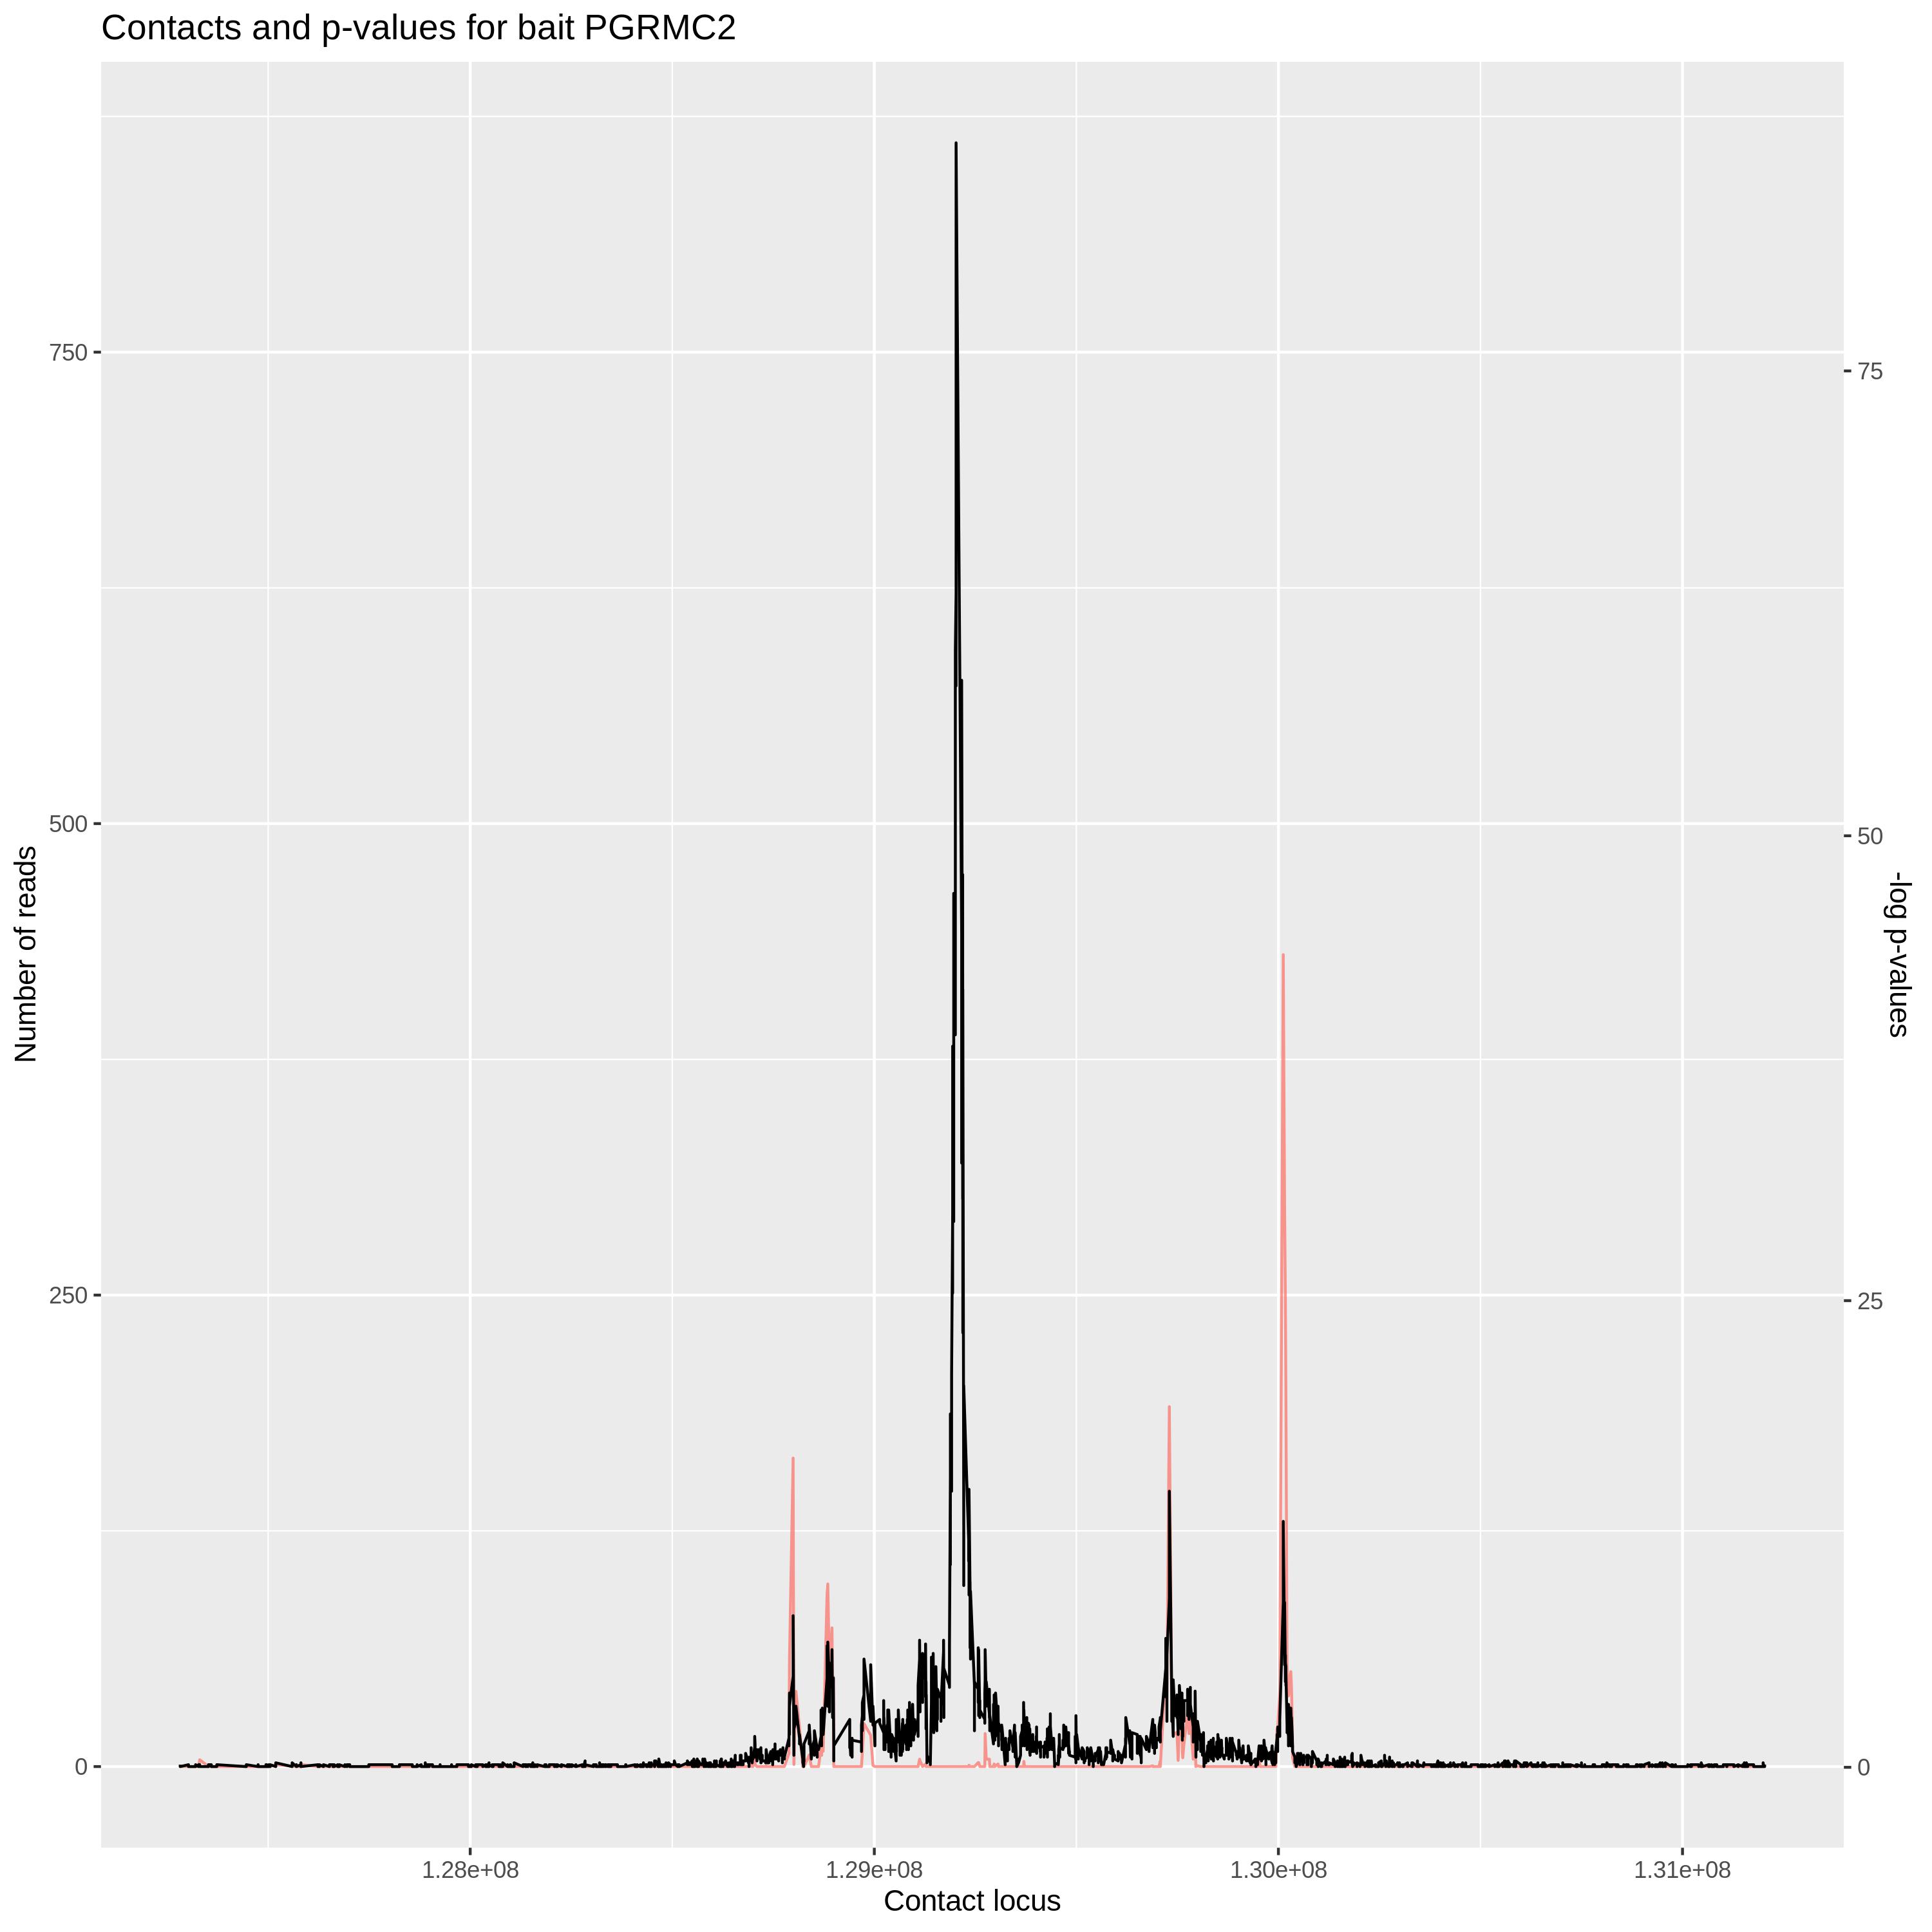 Contacts and p-values for bait PGRMC2
750
500
250
0
Number of reads
75
50
25
0
-log p-values
1.28e+08
1.29e+08
1.30e+08
1.31e+08
Contact locus